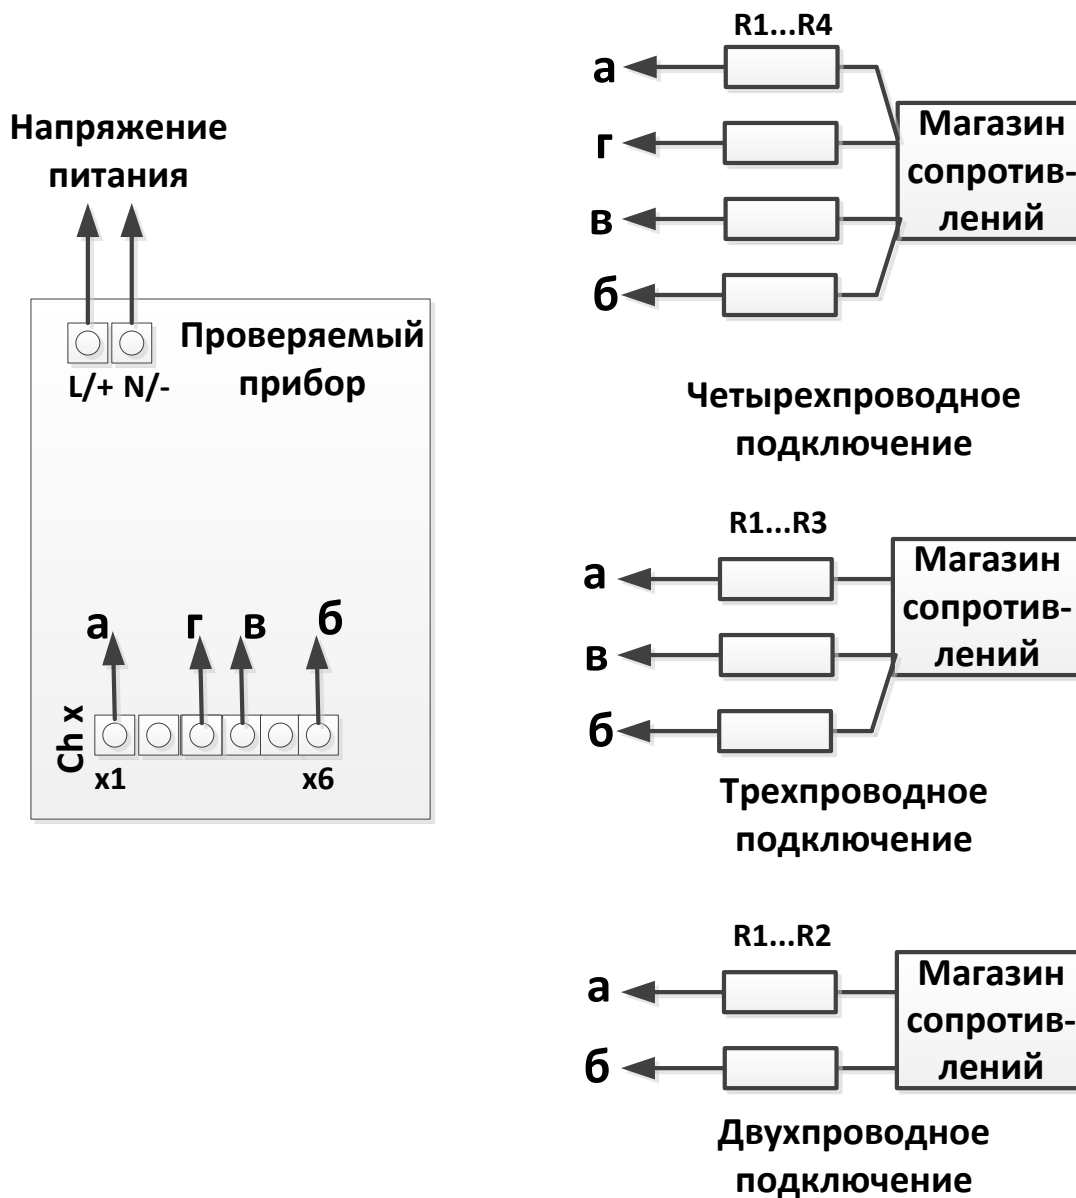 Напряжение
питания
Проверяемый
прибор
L/+ N/-
а г в б
Ch x
x1 x6
R1...R4
а
г
в
б
Магазин
сопротив-
лений
Четырехпроводное
подключение
R1...R3
а
в
б
Магазин
сопротив-
лений
Трехпроводное
подключение
R1...R2
а
б
Магазин
сопротив-
лений
Двухпроводное
подключение